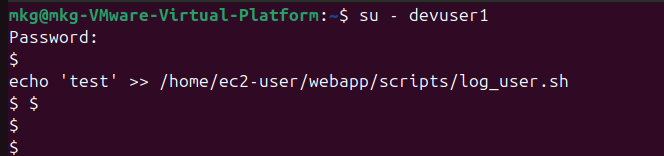 mkg@mkg-VMware-Virtual-Platform:~$ su - devuser1
Password:
$
echo 'test' >> /home/ec2-user/webapp/scripts/log_user.sh
$ $
$
$